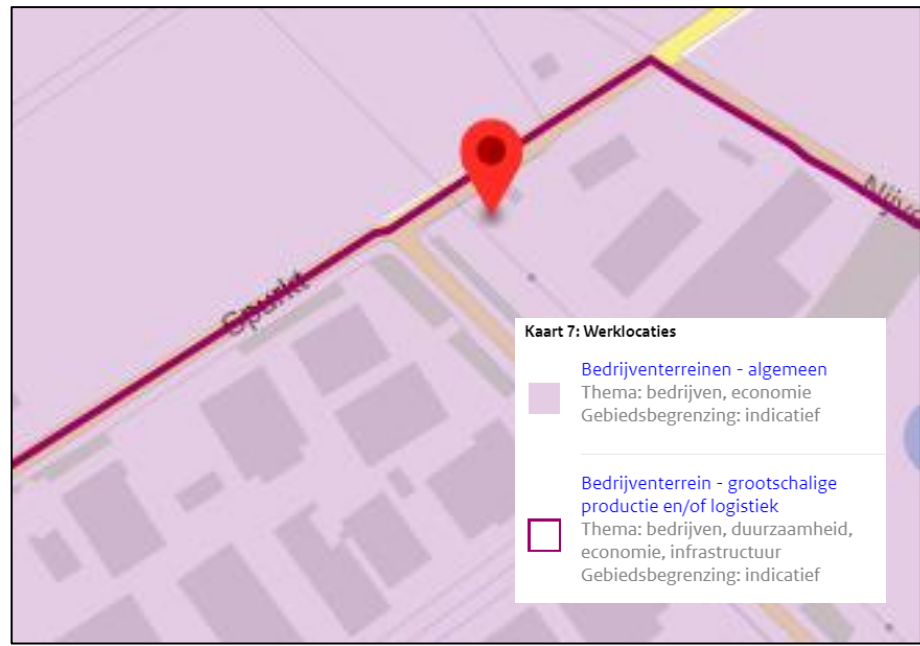 Spurkt
Kaart 7: Werklocaties
Bedrijventerreinen - algemeen
Thema: bedrijven, economie
Gebiedsbegrenzing: indicatief
Bedrijventerrein - grootschalige
productie en/of logistiek
Thema: bedrijven, duurzaamheid,
economie, infrastructuur
Gebiedsbegrenzing: indicatief